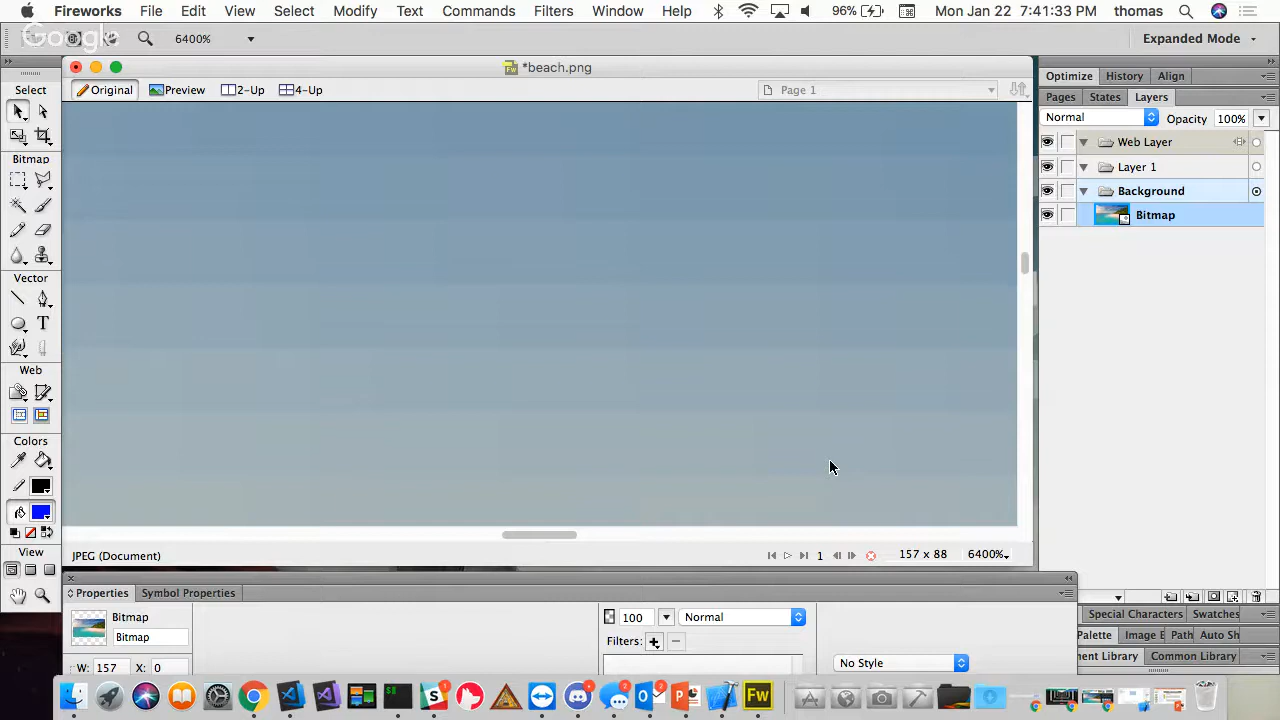 Fireworks File Edit View Select Modify Text Commands Filters Window Help 96% Mon Jan 22 7:41:33 PM thomas
Google 6400% Expanded Mode
*beach.png
Original Preview 2-Up 4-Up Page 1
Select
Bitmap
Vector
Web
Colors
View
JPEG (Document) 1 157 x 88 6400%
Optimize History Align
Pages States Layers
Normal Opacity 100%
Web Layer
Layer 1
Background
Bitmap
Special Characters Swatches
Palette Image E Path Auto Sh
ment Library Common Library
Properties Symbol Properties
Bitmap
Bitmap
W: 157 X: 0
100 Normal
Filters:
No Style
Fw